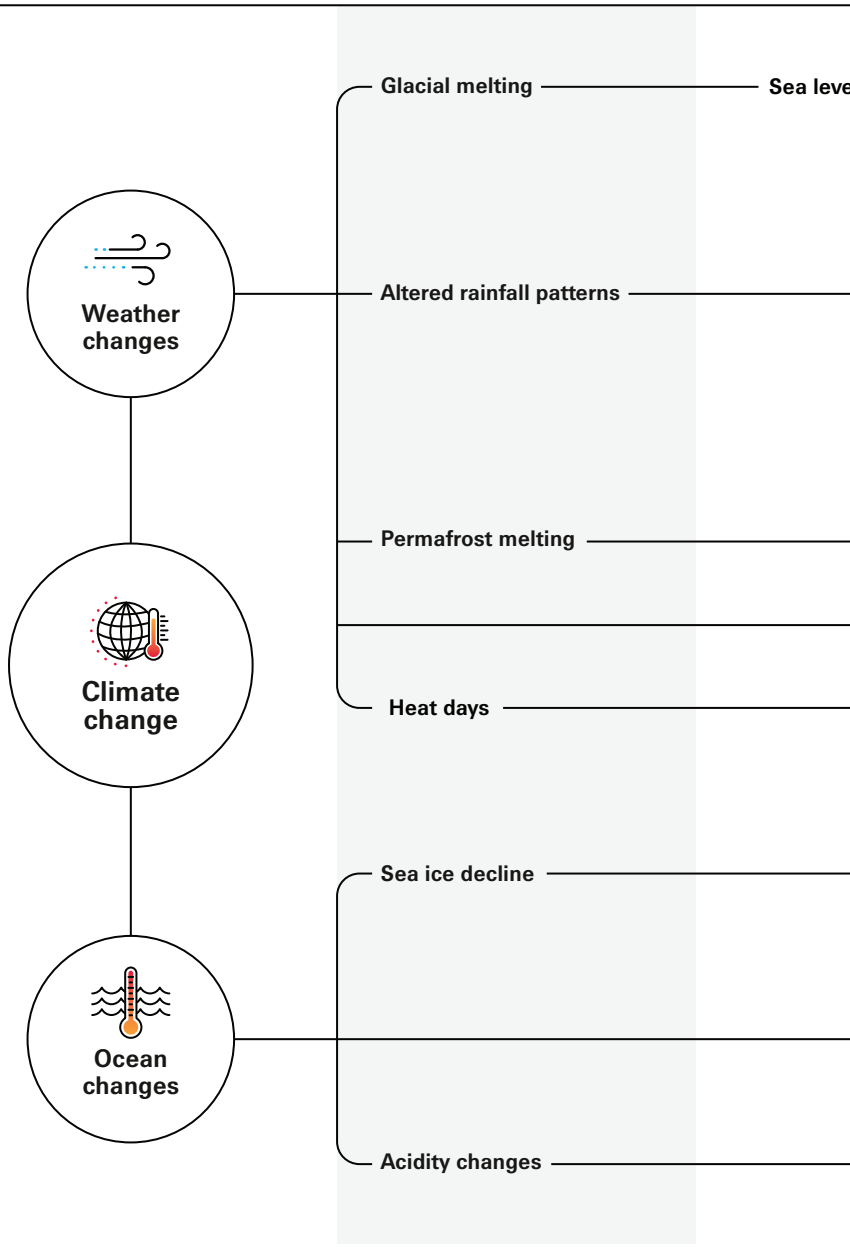 Glacial melting
Sea leve
Weather
changes
Altered rainfall patterns
Permafrost melting
Climate
change
Heat days
Sea ice decline
Ocean
changes
Acidity changes